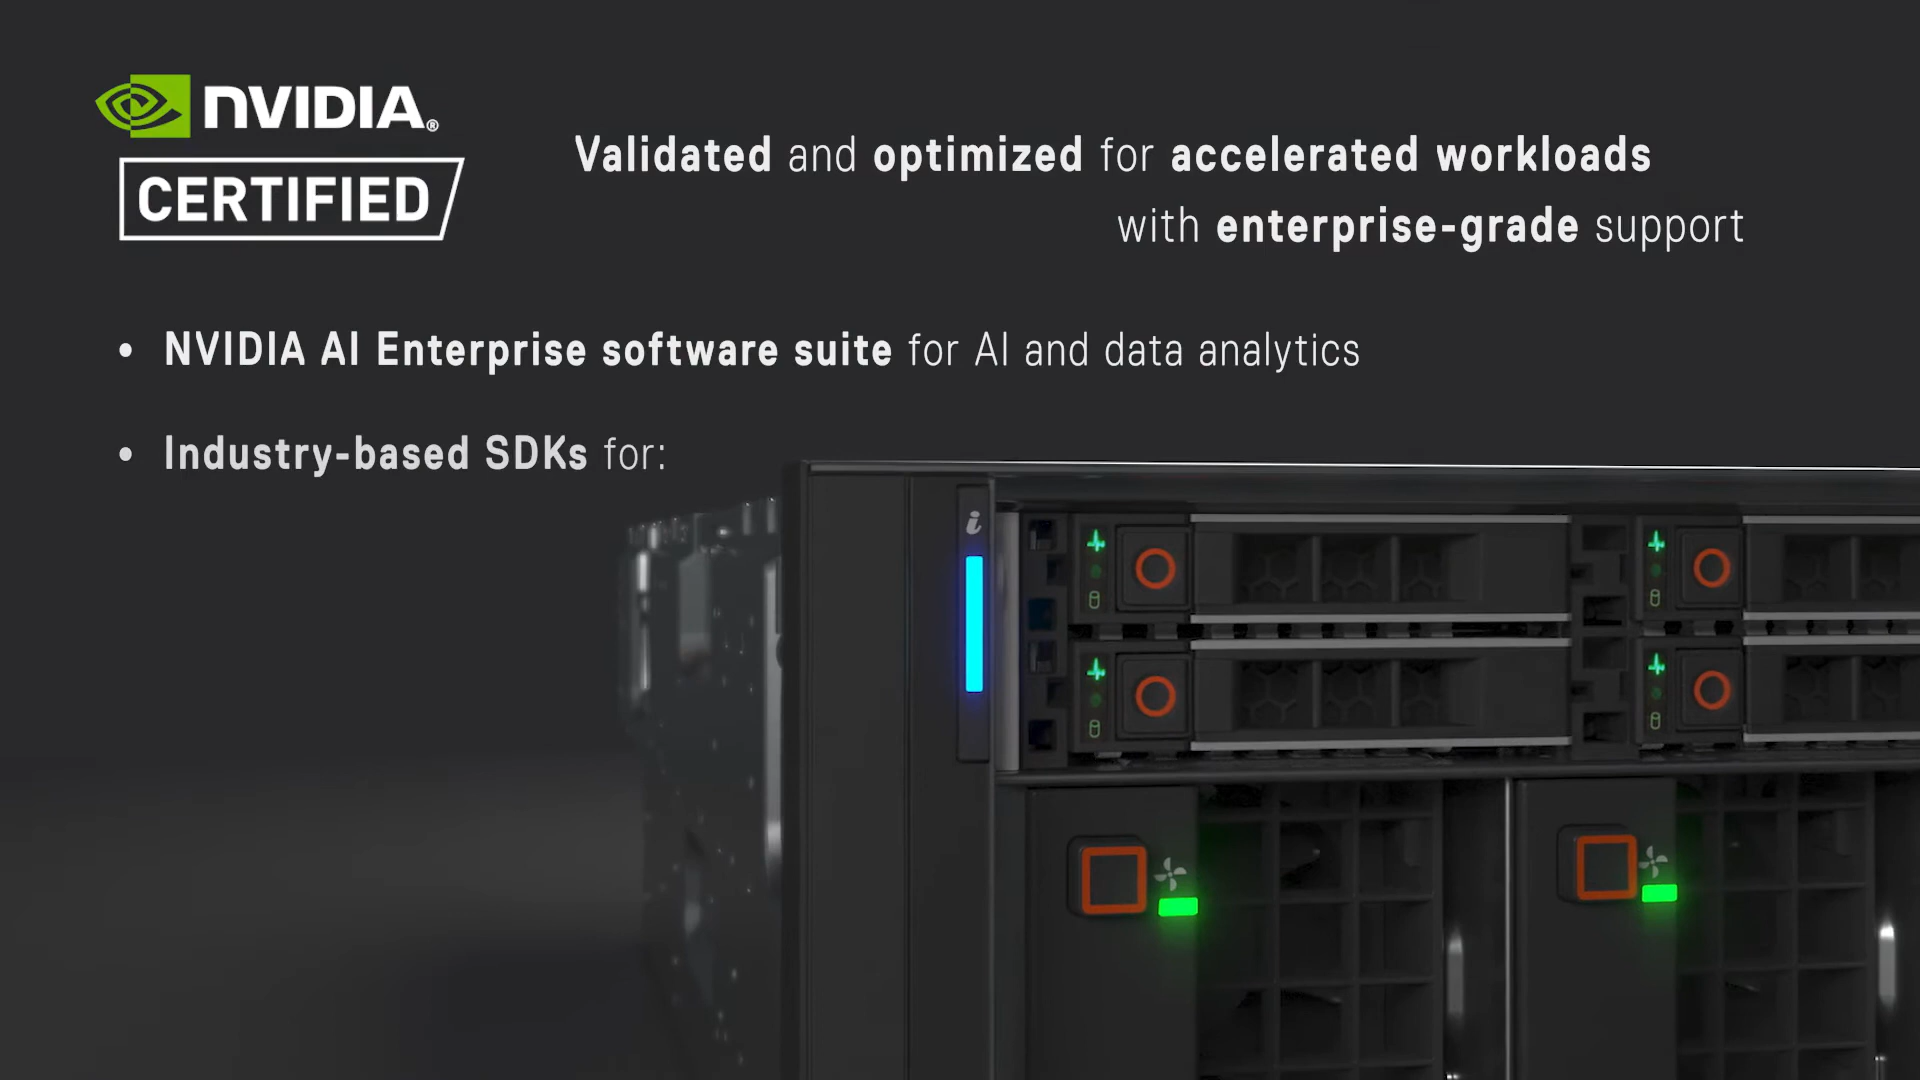 NVIDIA®
CERTIFIED
Validated and optimized for accelerated workloads
with enterprise-grade support
• NVIDIA AI Enterprise software suite for AI and data analytics
• Industry-based SDKs for:
i